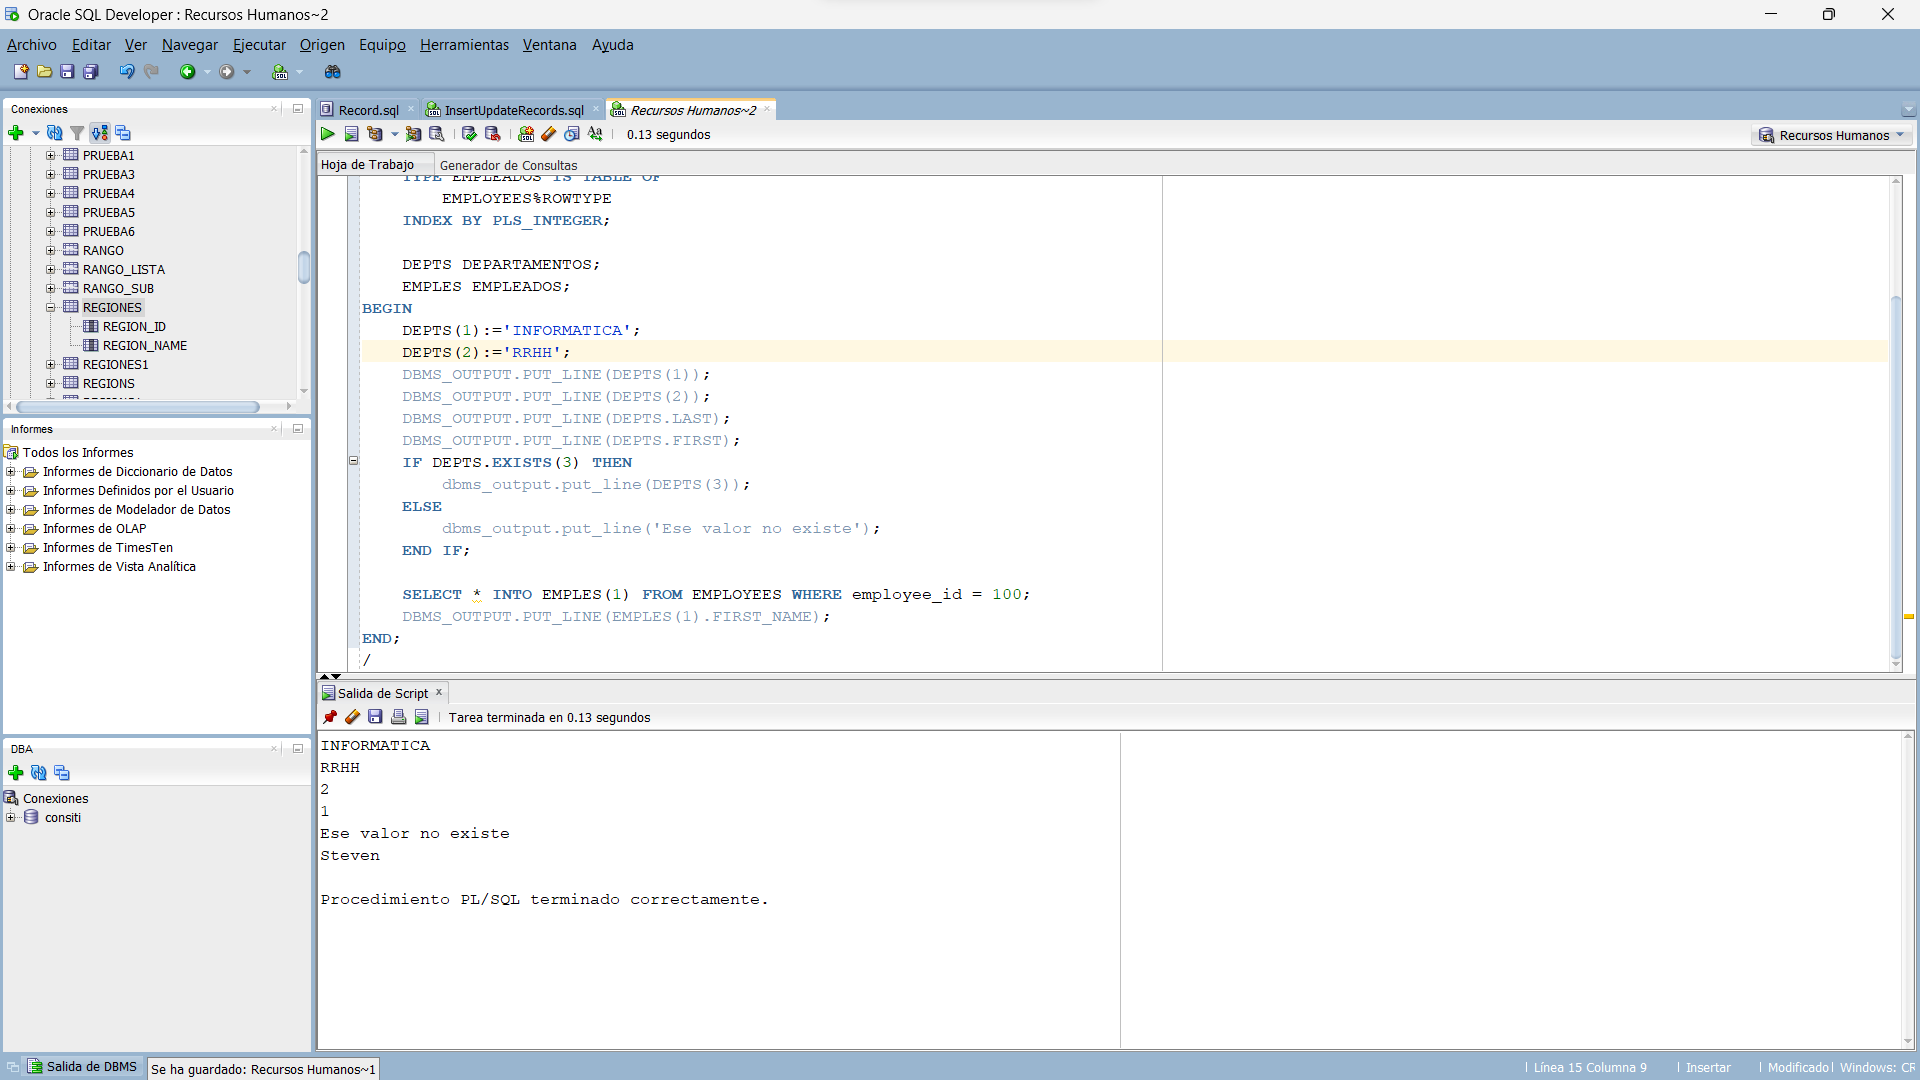 Oracle SQL Developer : Recursos Humanos~2
Archivo Editar Ver Navegar Ejecutar Origen Equipo Herramientas Ventana Ayuda
Conexiones
PRUEBA1
PRUEBA3
PRUEBA4
PRUEBA5
PRUEBA6
RANGO
RANGO_LISTA
RANGO_SUB
REGIONES
REGION_ID
REGION_NAME
REGIONES1
REGIONS
Informes
Todos los Informes
Informes de Diccionario de Datos
Informes Definidos por el Usuario
Informes de Modelador de Datos
Informes de OLAP
Informes de TimesTen
Informes de Vista Analítica
DBA
Conexiones
consiti
Record.sql InsertUpdateRecords.sql Recursos Humanos~2
0.13 segundos
Recursos Humanos
Hoja de Trabajo Generador de Consultas
TYPE EMPLEADOS IS TABLE OF
EMPLOYEES%ROWTYPE
INDEX BY PLS_INTEGER;
DEPTS DEPARTAMENTOS;
EMPLES EMPLEADOS;
BEGIN
DEPTS(1):='INFORMATICA';
DEPTS(2):='RRHH';
DBMS_OUTPUT.PUT_LINE(DEPTS(1));
DBMS_OUTPUT.PUT_LINE(DEPTS(2));
DBMS_OUTPUT.PUT_LINE(DEPTS.LAST);
DBMS_OUTPUT.PUT_LINE(DEPTS.FIRST);
IF DEPTS.EXISTS(3) THEN
dbms_output.put_line(DEPTS(3));
ELSE
dbms_output.put_line('Ese valor no existe');
END IF;
SELECT * INTO EMPLES(1) FROM EMPLOYEES WHERE employee_id = 100;
DBMS_OUTPUT.PUT_LINE(EMPLES(1).FIRST_NAME);
END;
/
Salida de Script
Tarea terminada en 0.13 segundos
INFORMATICA
RRHH
2
1
Ese valor no existe
Steven
Procedimiento PL/SQL terminado correctamente.
Salida de DBMS
Se ha guardado: Recursos Humanos~1
Línea 15 Columna 9 Insertar Modificado Windows: CR